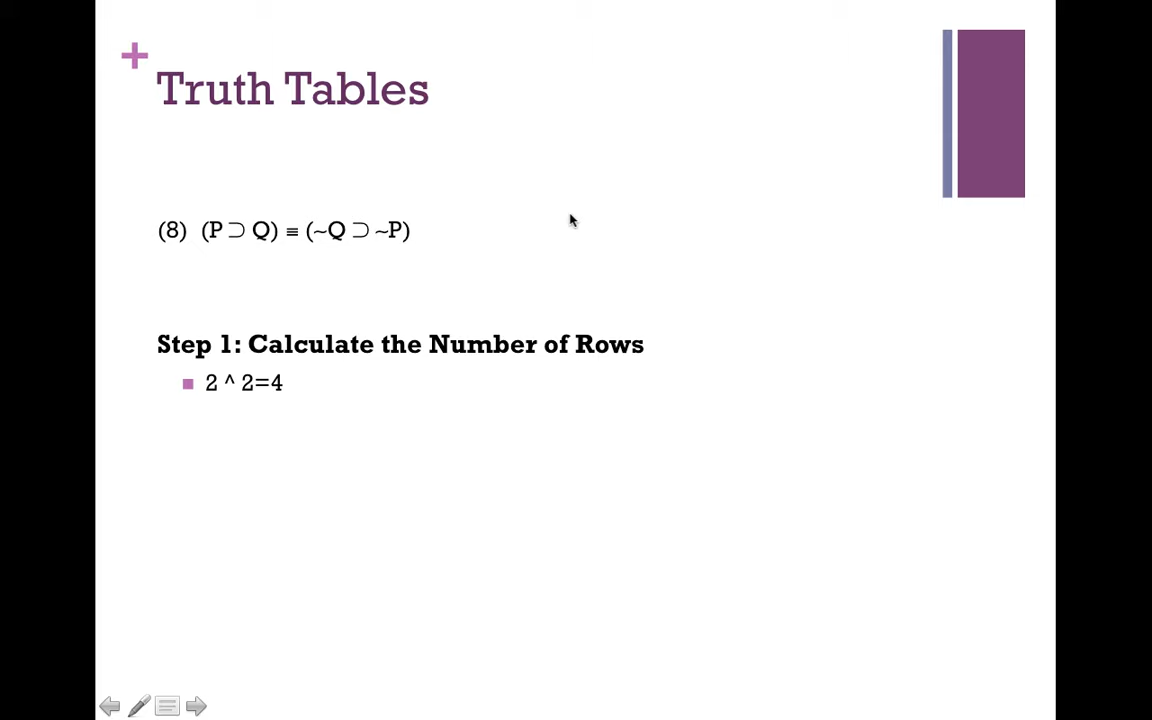 +
Truth Tables
(8) (P ⊃ Q) ≡ (~Q ⊃ ~P)
Step 1: Calculate the Number of Rows
■ 2 ^ 2=4